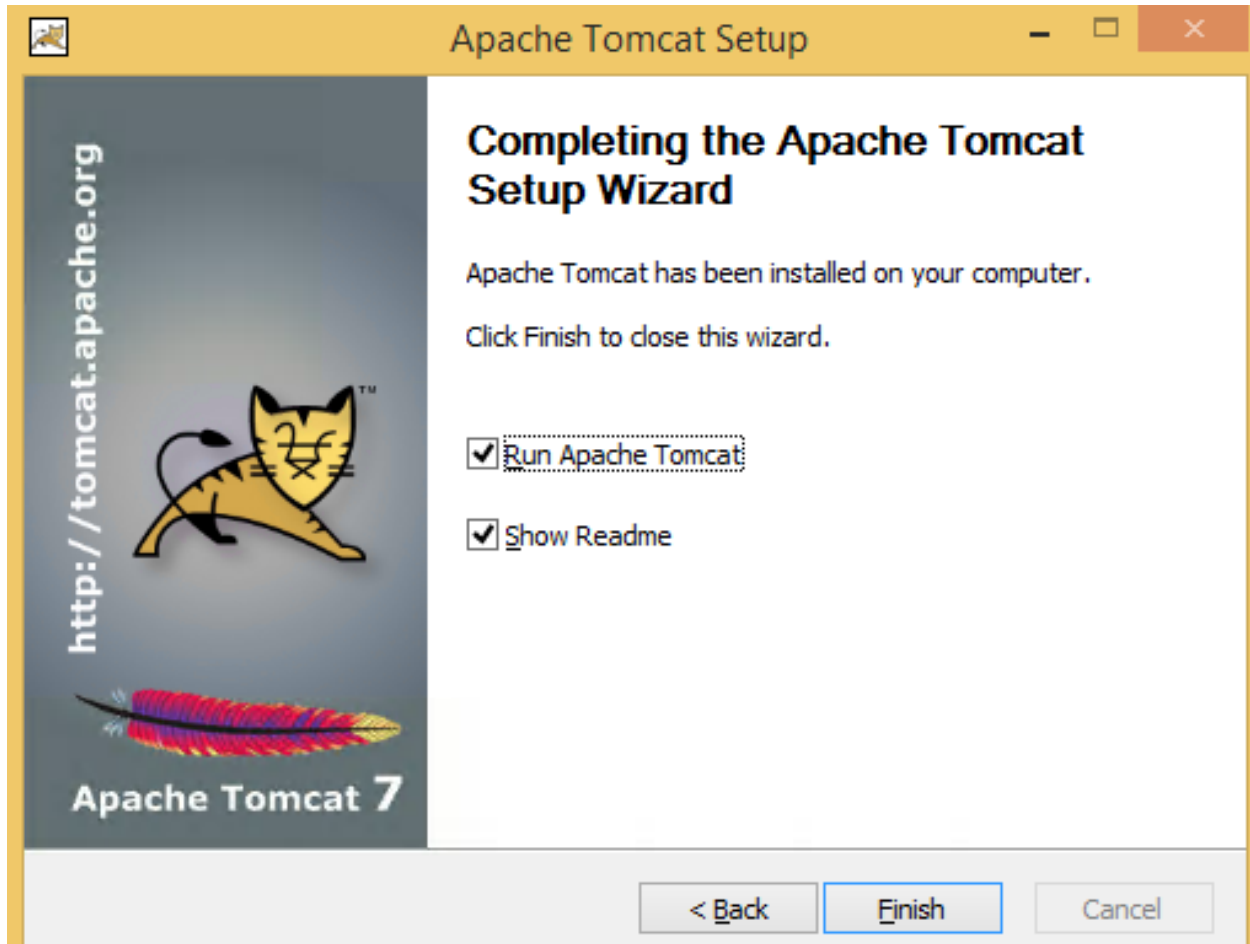 Apache Tomcat Setup
http://tomcat.apache.org
Completing the Apache Tomcat
Setup Wizard
Apache Tomcat has been installed on your computer.
Click Finish to close this wizard.
Run Apache Tomcat
Show Readme
TM
Apache Tomcat 7
< Back
Finish
Cancel